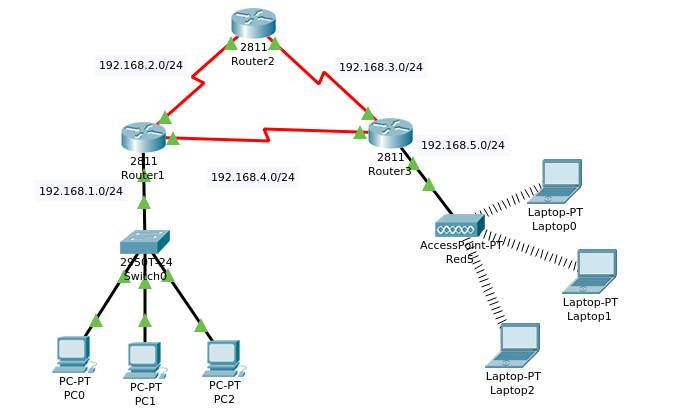 2811
Router2
192.168.2.0/24
192.168.3.0/24
2811
Router1
2811
Router3
192.168.5.0/24
192.168.4.0/24
192.168.1.0/24
Laptop-PT
Laptop0
AccessPoint-PT
Red5
2950T-24
Switch0
Laptop-PT
Laptop1
PC-PT
PC0
PC-PT
PC1
PC-PT
PC2
Laptop-PT
Laptop2